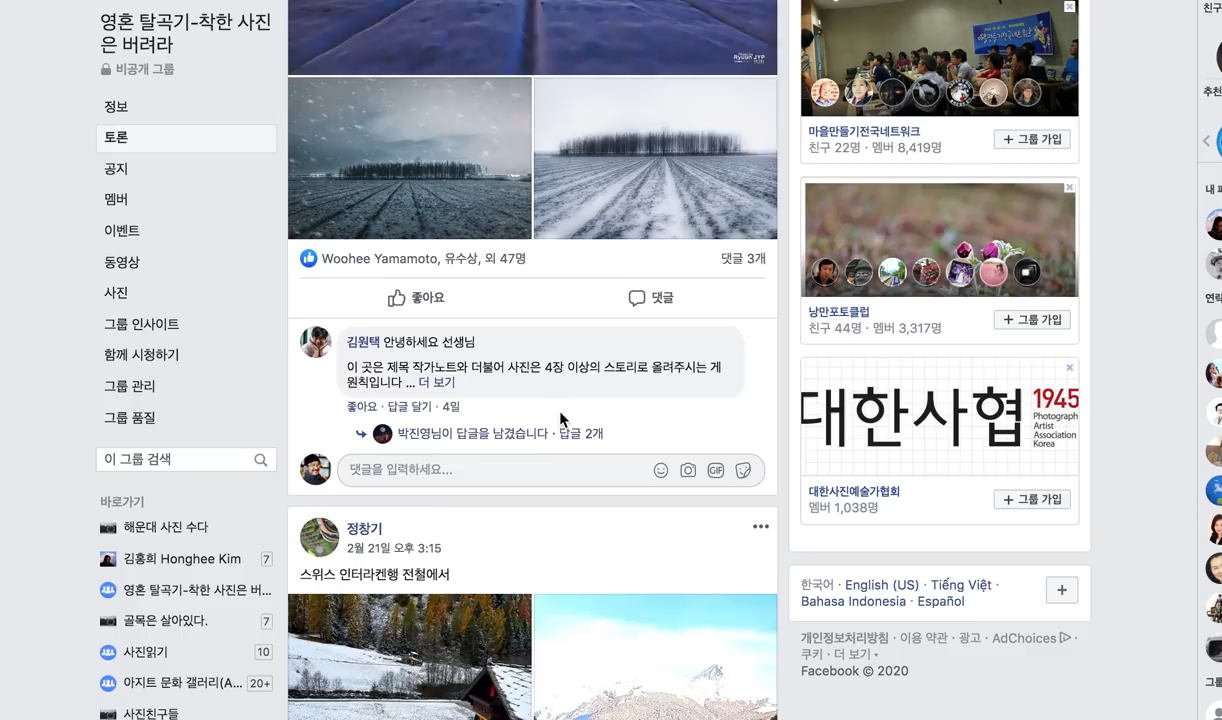 영혼 탈곡기-착한 사진
은 버려라
비공개 그룹
정보
토론
공지
멤버
이벤트
동영상
사진
그룹 인사이트
함께 시청하기
그룹 관리
그룹 품질
이 그룹 검색
바로가기
해운대 사진 수다
김홍희 Honghee Kim 7
영혼 탈곡기-착한 사진은 버...
골목은 살아있다. 7
사진읽기 10
아지트 문화 갤러리(A... 20+
사진친구들
Woohee Yamamoto, 유수상, 외 47명 댓글 3개
좋아요 댓글
김원택 안녕하세요 선생님
이 곳은 제목 작가노트와 더불어 사진은 4장 이상의 스토리로 올려주시는 게
원칙입니다 ... 더 보기
좋아요 · 답글 달기 · 4일
박진영님이 답글을 남겼습니다 · 답글 2개
댓글을 입력하세요...
GIF
정창기
2월 21일 오후 3:15
스위스 인터라켄행 전철에서
마을만들기전국네트워크
친구 22명 · 멤버 8,419명
+ 그룹 가입
낭만포토클럽
친구 44명 · 멤버 3,317명
+ 그룹 가입
대한사협
1945
Photograph
Artist
Association
Korea
대한사진예술가협회
멤버 1,038명
+ 그룹 가입
한국어 · English (US) · Tiếng Việt ·
Bahasa Indonesia · Español
개인정보처리방침 · 이용 약관 · 광고 · AdChoices ·
쿠키 · 더 보기
Facebook © 2020
친구
추천
내 페
연락
그룹